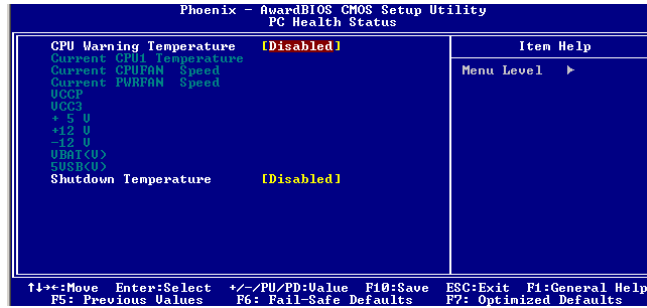 Phoenix - AwardBIOS CMOS Setup Utility
PC Health Status
CPU Warning Temperature [Disabled]
Current CPU1 Temperature
Current CPUFAN Speed
Current PWRFAN Speed
VCCP
VCC3
+ 5 V
+12 V
-12 V
VBAT(V)
5VSB(V)
Shutdown Temperature [Disabled]
Item Help
Menu Level ►
↑↓→←:Move Enter:Select +/-/PU/PD:Value F10:Save ESC:Exit F1:General Help
F5: Previous Values F6: Fail-Safe Defaults F7: Optimized Defaults